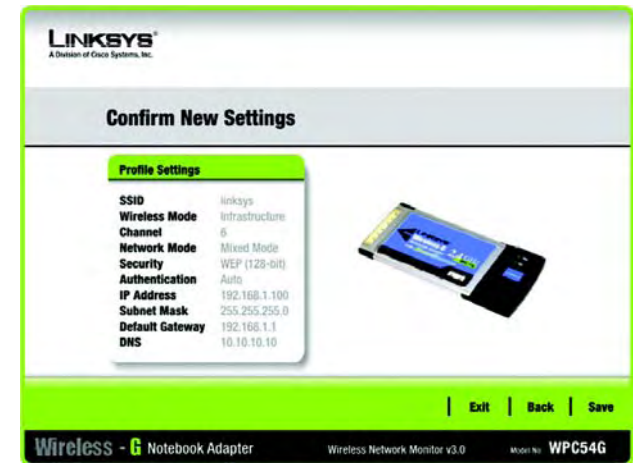 LINKSYS®
A Division of Cisco Systems, Inc.
Confirm New Settings
Profile Settings
SSID linksys
Wireless Mode Infrastructure
Channel 6
Network Mode Mixed Mode
Security WEP (128-bit)
Authentication Auto
IP Address 192.168.1.100
Subnet Mask 255.255.255.0
Default Gateway 192.168.1.1
DNS 10.10.10.10
LINKSYS
Wireless G
Exit Back Save
Wireless - G Notebook Adapter Wireless Network Monitor v3.0 Model No WPC54G